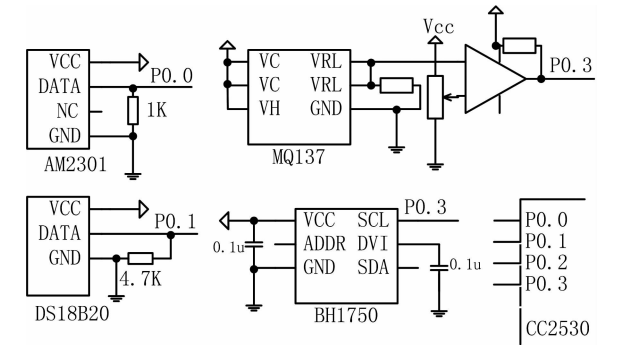 VCC
DATA
NC
GND
P0.0
1K
AM2301
VC VRL
VC VRL
VH GND
MQ137
Vcc
P0.3
VCC
DATA
GND
P0.1
4.7K
DS18B20
VCC SCL
ADDR DVI
GND SDA
P0.3
0.1u
0.1u
BH1750
P0.0
P0.1
P0.2
P0.3
CC2530